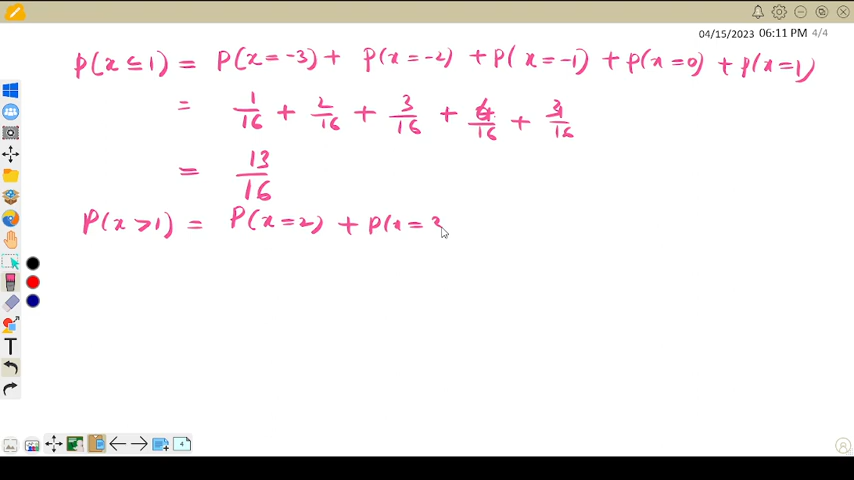 04/15/2023 06:11 PM 4/4
P(x ≤ 1) = P(x = -3) + P(x = -2) + P(x = -1) + P(x = 0) + P(x = 1)
= 1/16 + 2/16 + 3/16 + 4/16 + 3/16
= 13/16
P(x > 1) = P(x = 2) + P(x = 3
T
4